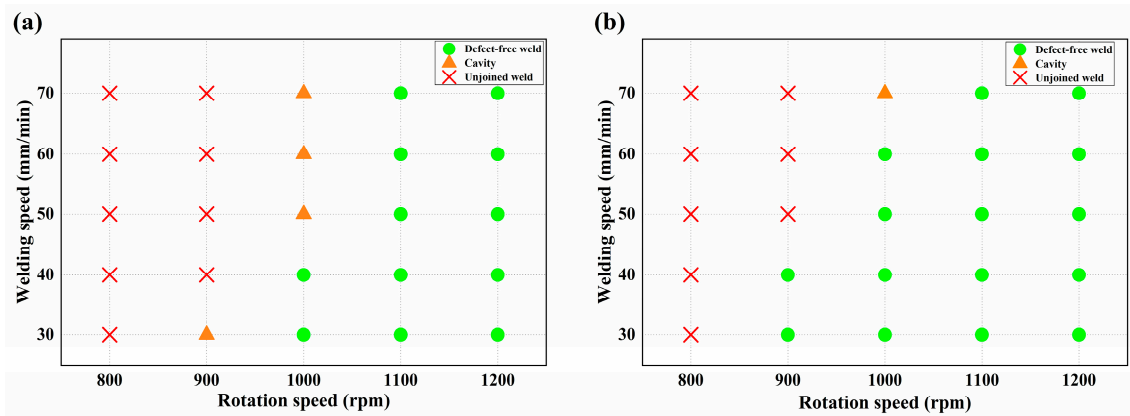 (a)
Defect-free weld
Cavity
Unjoined weld
70
60
50
40
30
Welding speed (mm/min)
800 900 1000 1100 1200
Rotation speed (rpm)
(b)
Defect-free weld
Cavity
Unjoined weld
70
60
50
40
30
Welding speed (mm/min)
800 900 1000 1100 1200
Rotation speed (rpm)